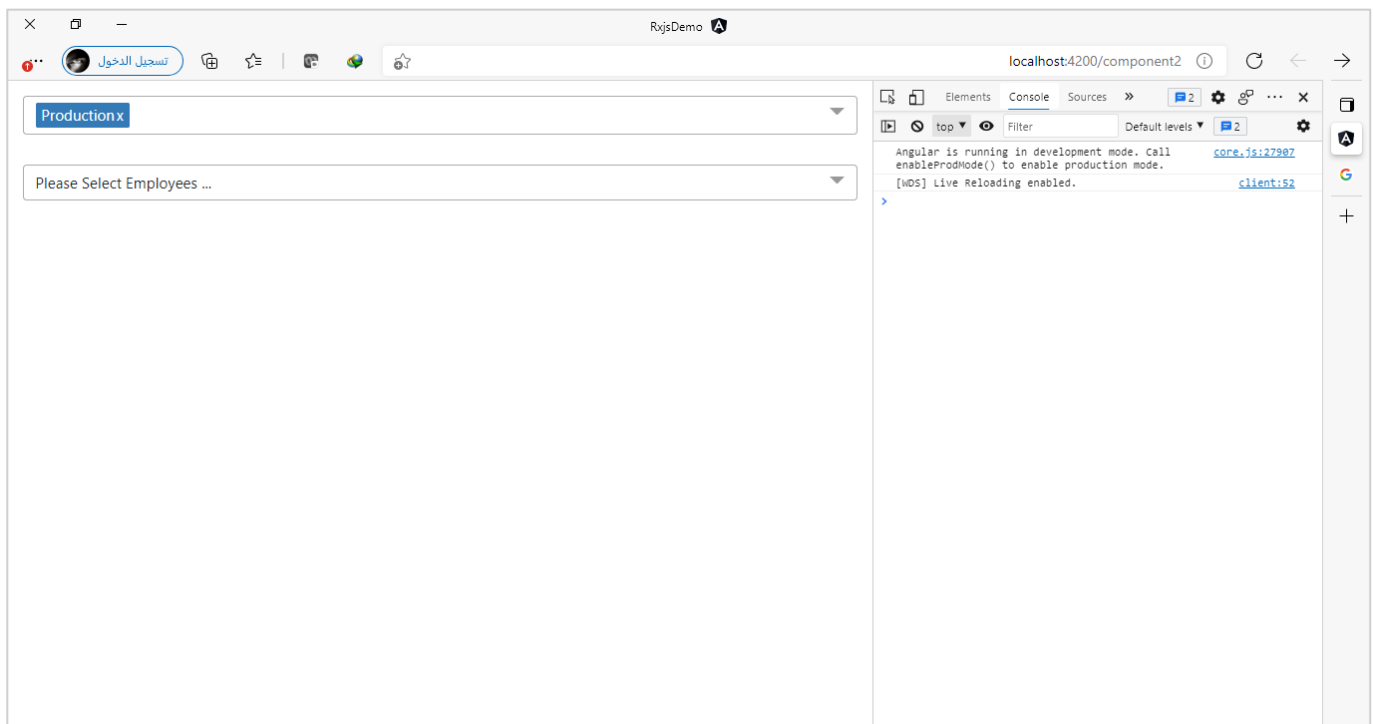 RxjsDemo
تسجيل الدخول
localhost:4200/component2
Elements Console Sources » 2
top Filter Default levels ▼ 2
Angular is running in development mode. Call core.js:27907
enableProdMode() to enable production mode.
[WDS] Live Reloading enabled. client:52
>
Production x
Please Select Employees ...